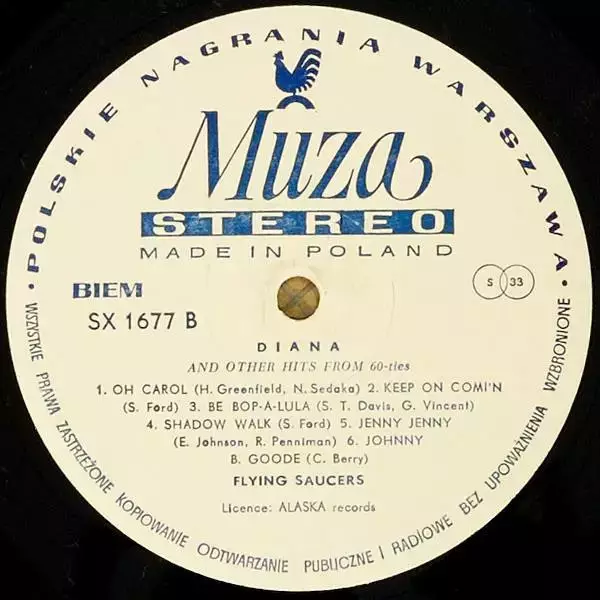 • POLSKIE NAGRANIA WARSZAWA •
Muza
STEREO
MADE IN POLAND
BIEM
S 33
SX 1677 B
DIANA
AND OTHER HITS FROM 60-ties
1. OH CAROL (H. Greenfield, N. Sedaka) 2. KEEP ON COMI'N
(S. Ford) 3. BE BOP-A-LULA (S. T. Davis, G. Vincent)
4. SHADOW WALK (S. Ford) 5. JENNY JENNY
(E. Johnson, R. Penniman) 6. JOHNNY
B. GOODE (C. Berry)
FLYING SAUCERS
Licence: ALASKA records
WSZYSTKIE PRAWA ZASTRZEŻONE KOPIOWANIE ODTWARZANIE PUBLICZNE I RADIOWE BEZ UPOWAŻNIENIA WZBRONIONE